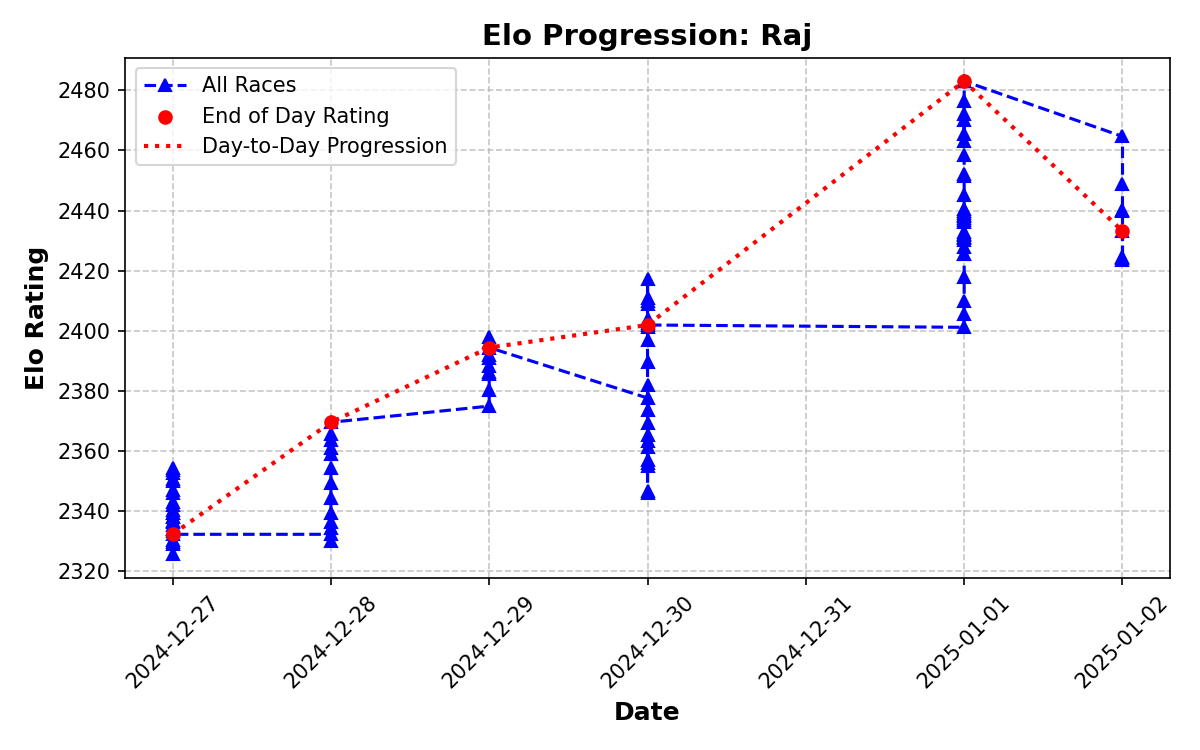 Elo Progression: Raj
All Races
End of Day Rating
Day-to-Day Progression
Elo Rating
2480
2460
2440
2420
2400
2380
2360
2340
2320
2024-12-27
2024-12-28
2024-12-29
2024-12-30
2024-12-31
2025-01-01
2025-01-02
Date